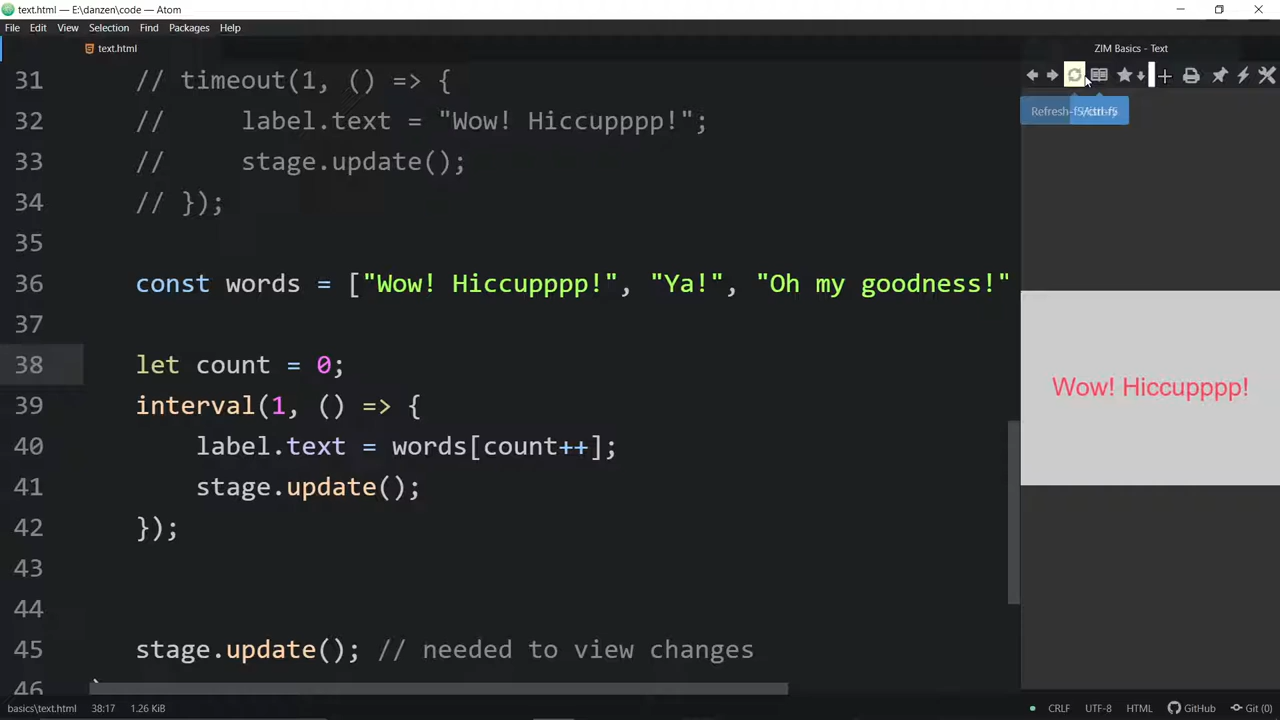 text.html — E:\danzen\code — Atom
File Edit View Selection Find Packages Help
text.html
ZIM Basics - Text
31 // timeout(1, () => {
32 // label.text = "Wow! Hiccupppp!";
33 // stage.update();
34 // });
35
36 const words = ["Wow! Hiccupppp!", "Ya!", "Oh my goodness!"
37
38 let count = 0;
39 interval(1, () => {
40 label.text = words[count++];
41 stage.update();
42 });
43
44
45 stage.update(); // needed to view changes
46
Refresh-f5/ctrl-f5
Wow! Hiccupppp!
basics\text.html 38:17 1.26 KiB
CRLF UTF-8 HTML GitHub Git (0)